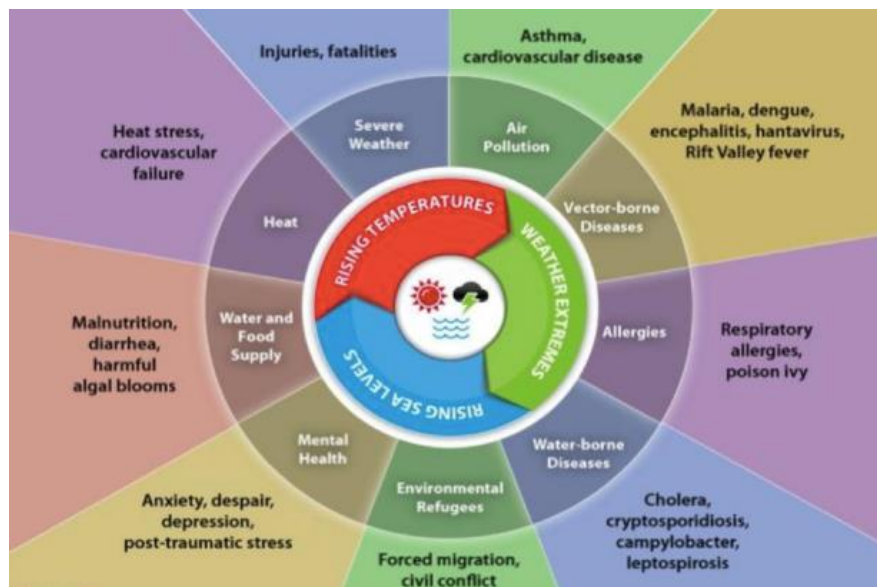 Injuries, fatalities
Asthma,
cardiovascular disease
Severe
Weather
Air
Pollution
Heat stress,
cardiovascular
failure
Malaria, dengue,
encephalitis, hantavirus,
Rift Valley fever
Heat
Vector-borne
Diseases
RISING TEMPERATURES
WEATHER EXTREMES
RISING SEA LEVELS
Malnutrition,
diarrhea,
harmful
algal blooms
Water and
Food
Supply
Allergies
Respiratory
allergies,
poison ivy
Mental
Health
Water-borne
Diseases
Environmental
Refugees
Anxiety, despair,
depression,
post-traumatic stress
Forced migration,
civil conflict
Cholera,
cryptosporidiosis,
campylobacter,
leptospirosis